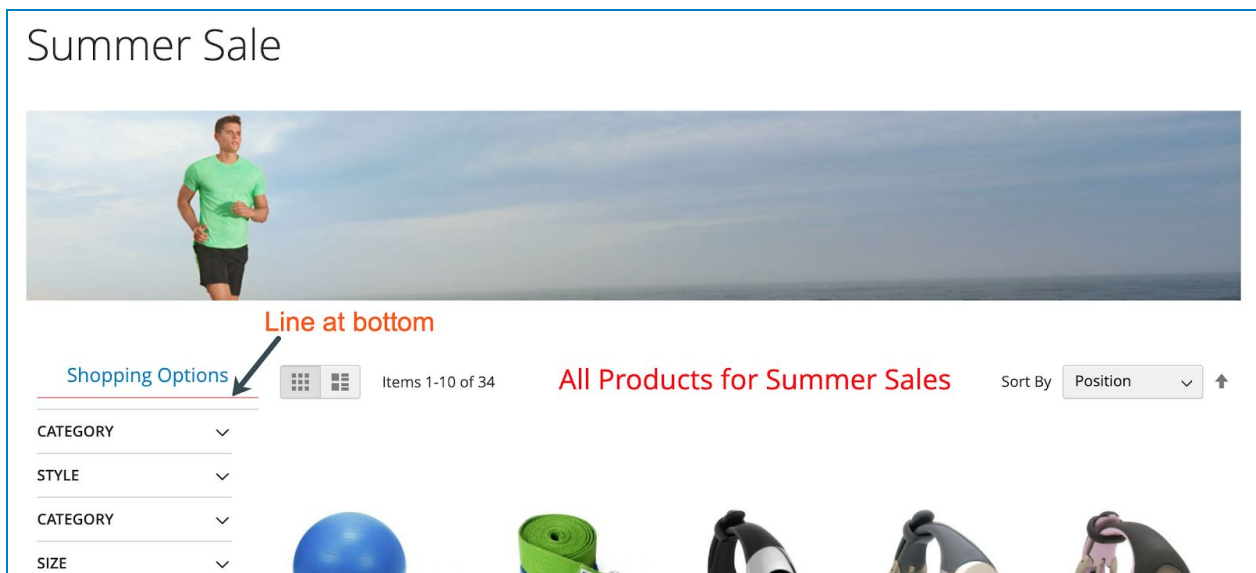 Summer Sale
Line at bottom
Shopping Options
Items 1-10 of 34
All Products for Summer Sales
Sort By
Position
CATEGORY
STYLE
CATEGORY
SIZE